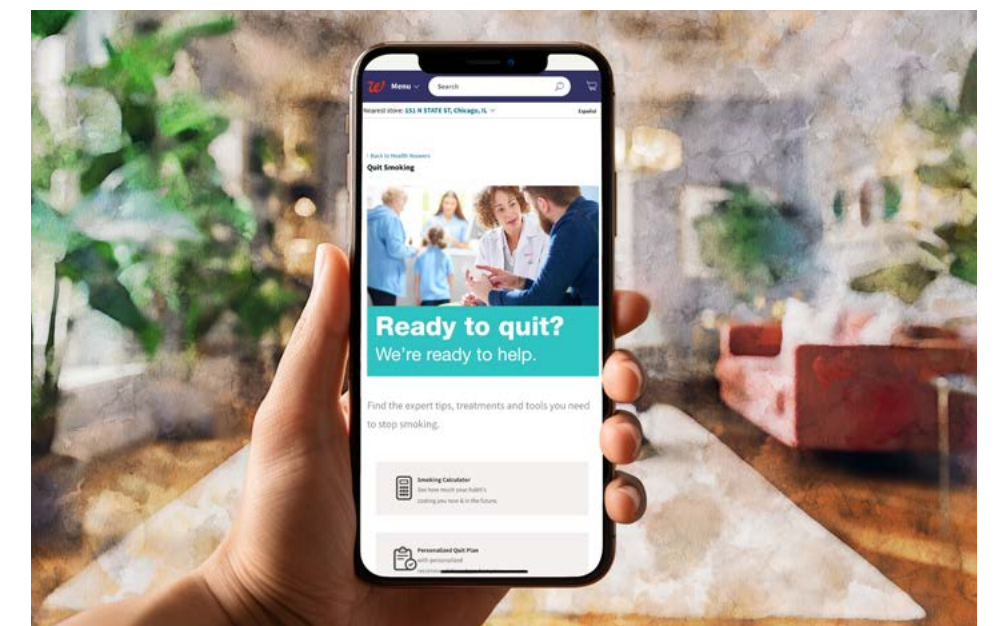 W Menu Search
Nearest store: 151 N STATE ST, Chicago, IL Español
Back to Health Answers
Quit Smoking
Ready to quit?
We're ready to help.
Find the expert tips, treatments and tools you need
to stop smoking.
Smoking Calculator
See how much your habit's
costing you now & in the future.
Personalized Quit Plan
with personalized